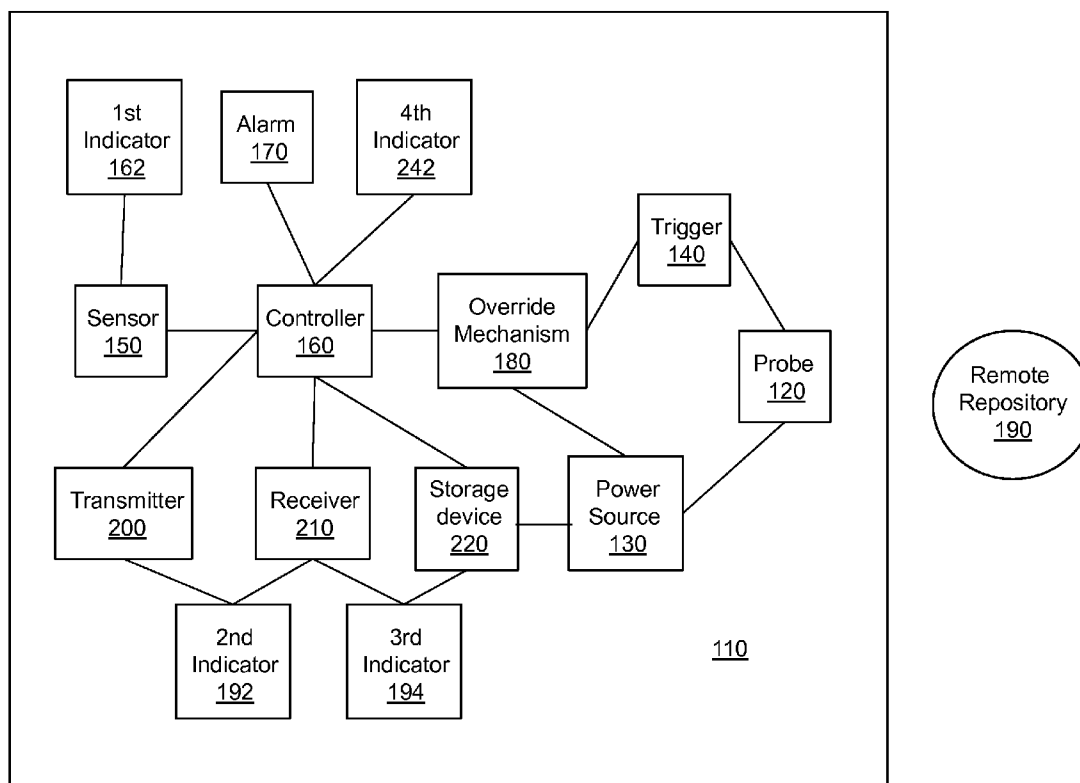 1st
Indicator
162
Alarm
170
4th
Indicator
242
Trigger
140
Sensor
150
Controller
160
Override
Mechanism
180
Probe
120
Remote
Repository
190
Transmitter
200
Receiver
210
Storage
device
220
Power
Source
130
2nd
Indicator
192
3rd
Indicator
194
110